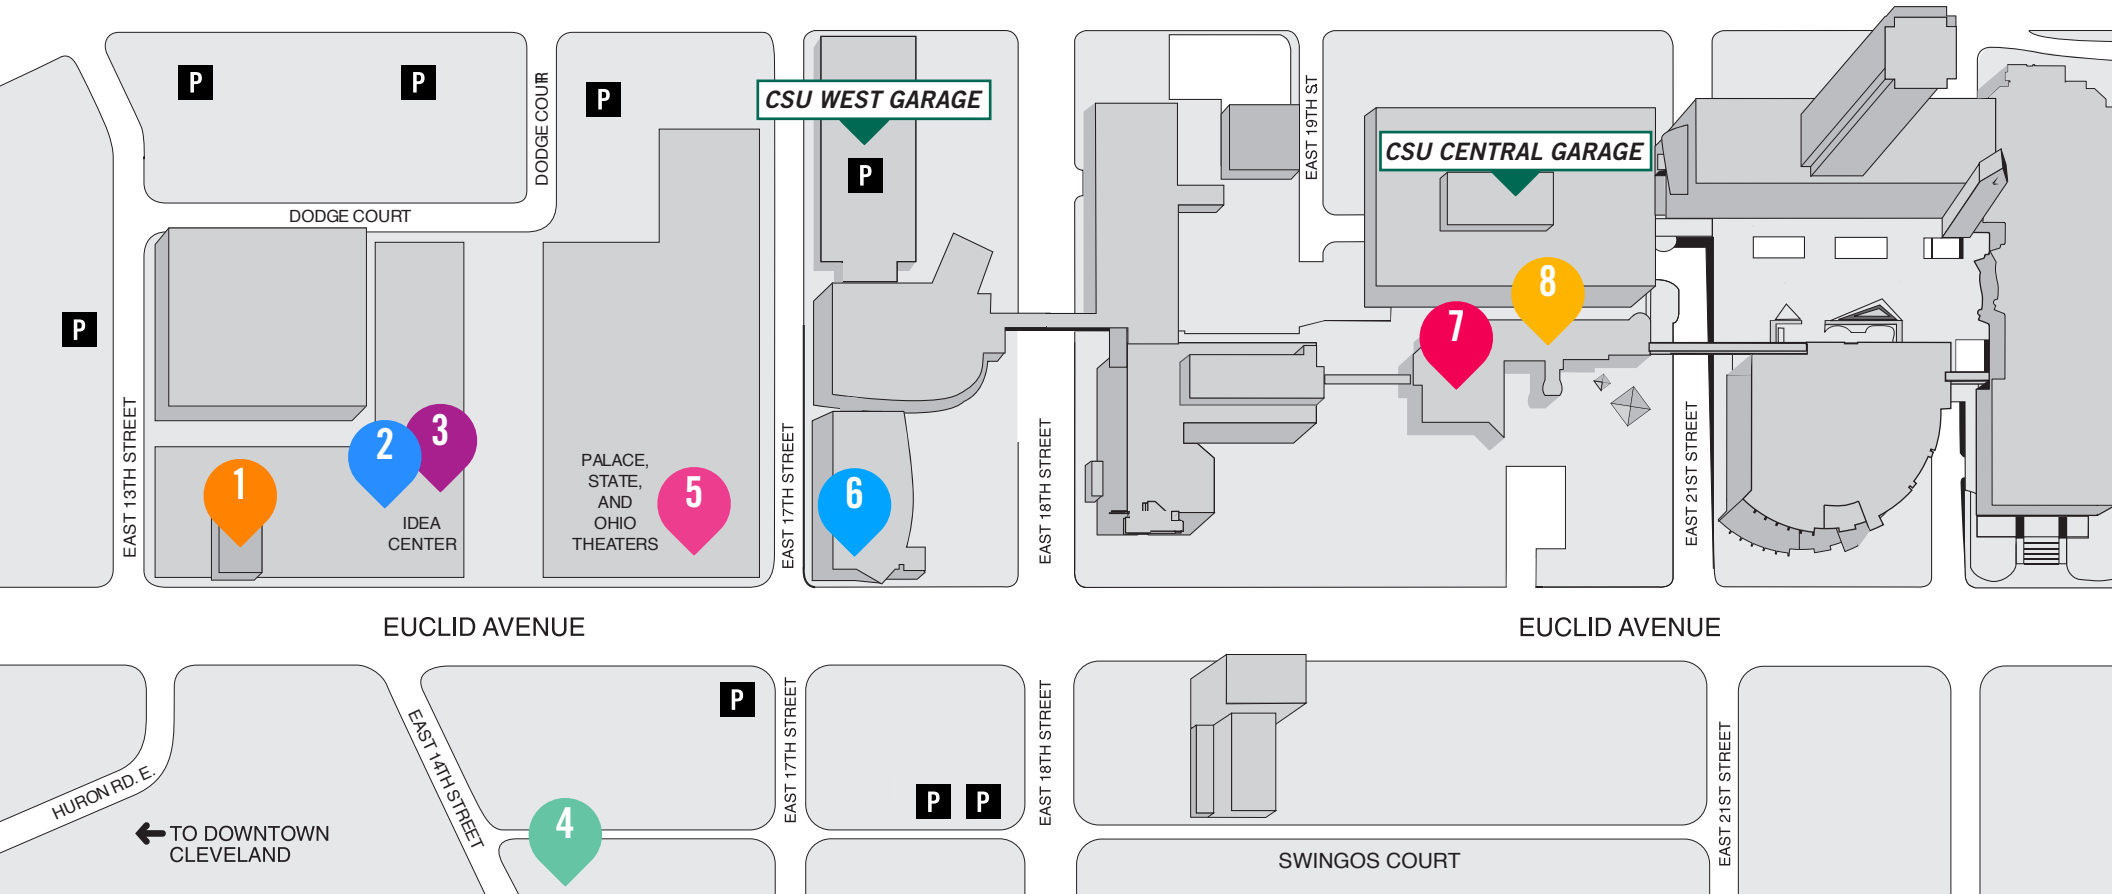 P
P
P
P
CSU WEST GARAGE
P
CSU CENTRAL GARAGE
DODGE COURT
DODGE COURT
EAST 19TH ST
P
1
2
3
4
5
6
7
8
IDEA
CENTER
PALACE,
STATE,
AND
OHIO
THEATERS
EAST 13TH STREET
EAST 17TH STREET
EAST 18TH STREET
EAST 21ST STREET
EUCLID AVENUE
EUCLID AVENUE
P
P
P
HURON RD. E.
EAST 14TH STREET
EAST 17TH STREET
EAST 18TH STREET
EAST 21ST STREET
TO DOWNTOWN
CLEVELAND
SWINGOS COURT